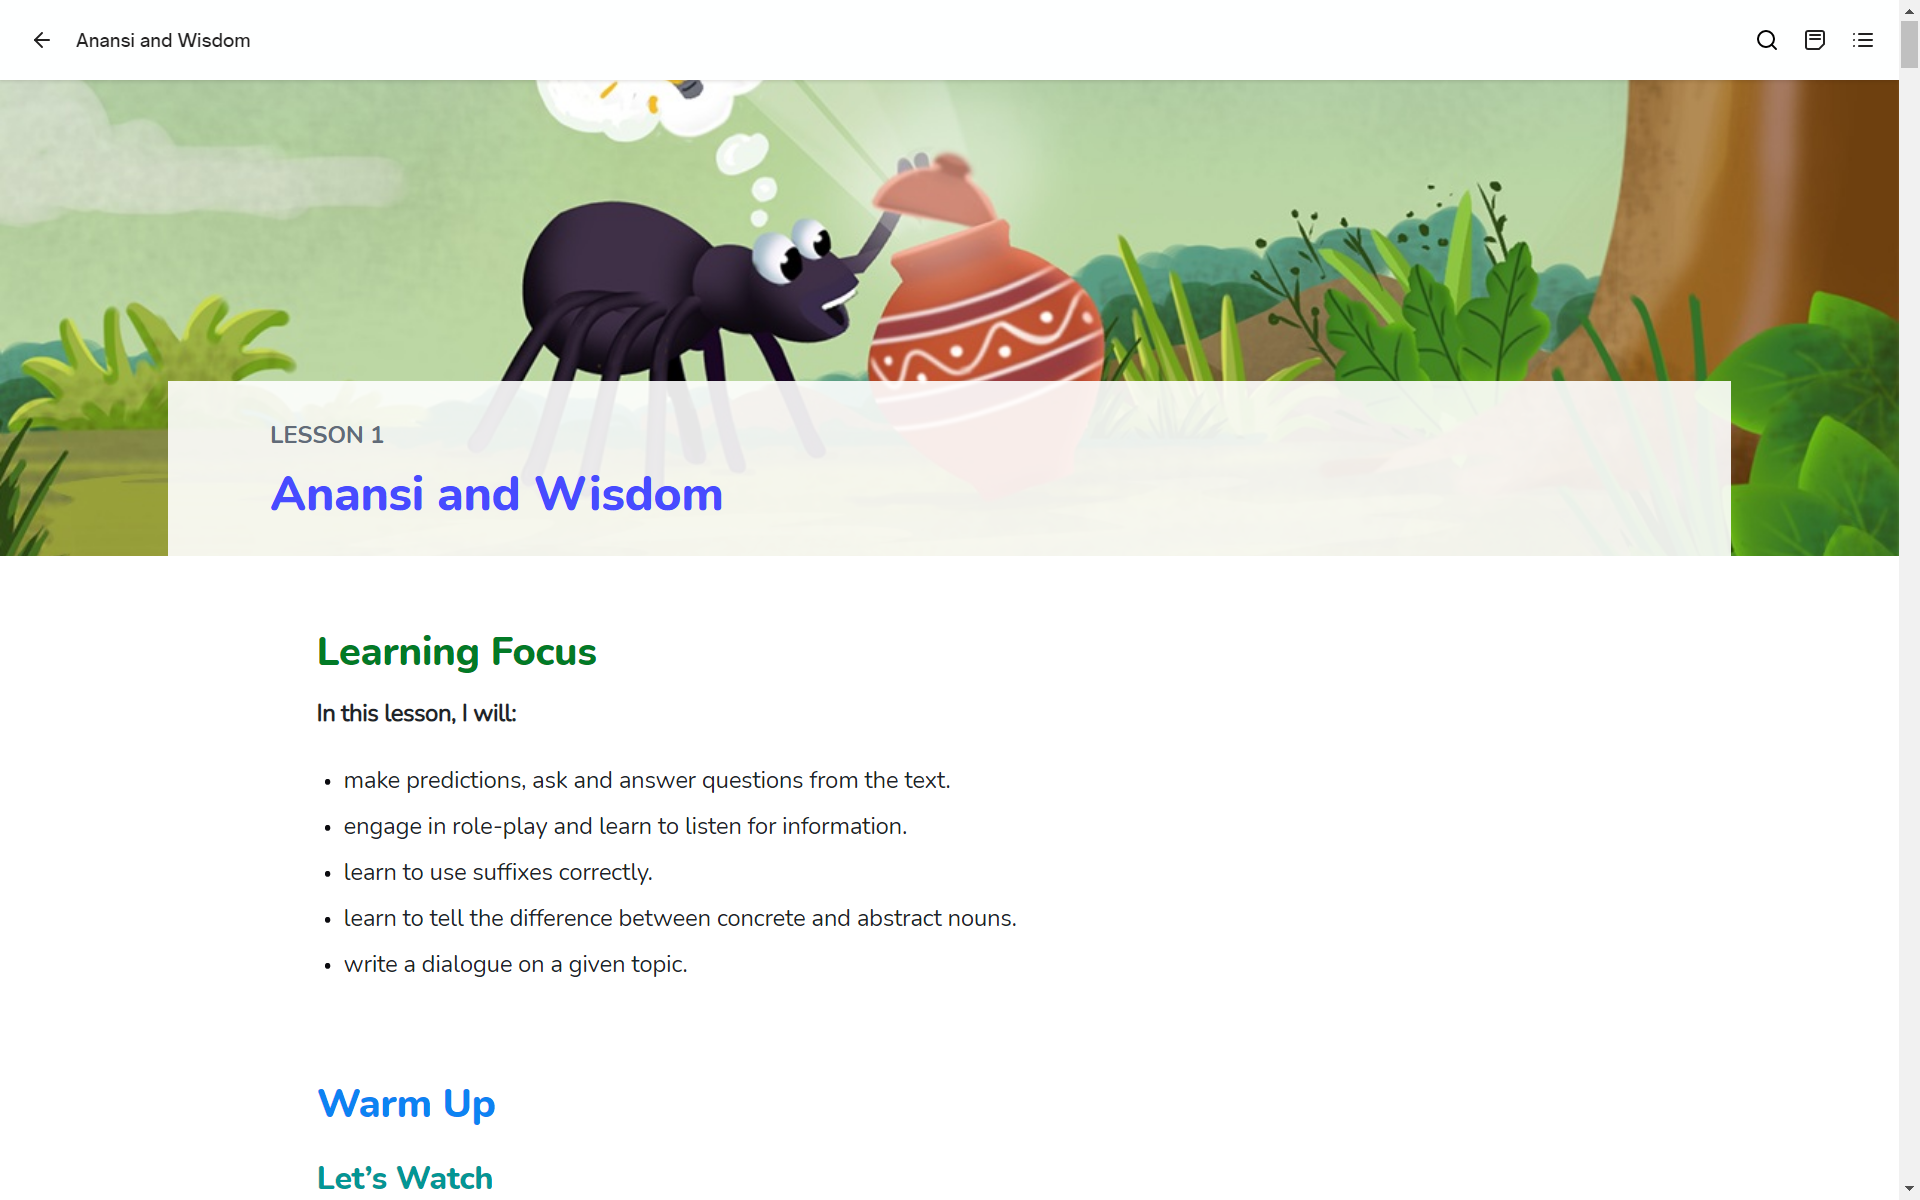 Anansi and Wisdom
LESSON 1
Anansi and Wisdom
Learning Focus
In this lesson, I will:
• make predictions, ask and answer questions from the text.
• engage in role-play and learn to listen for information.
• learn to use suffixes correctly.
• learn to tell the difference between concrete and abstract nouns.
• write a dialogue on a given topic.
Warm Up
Let’s Watch